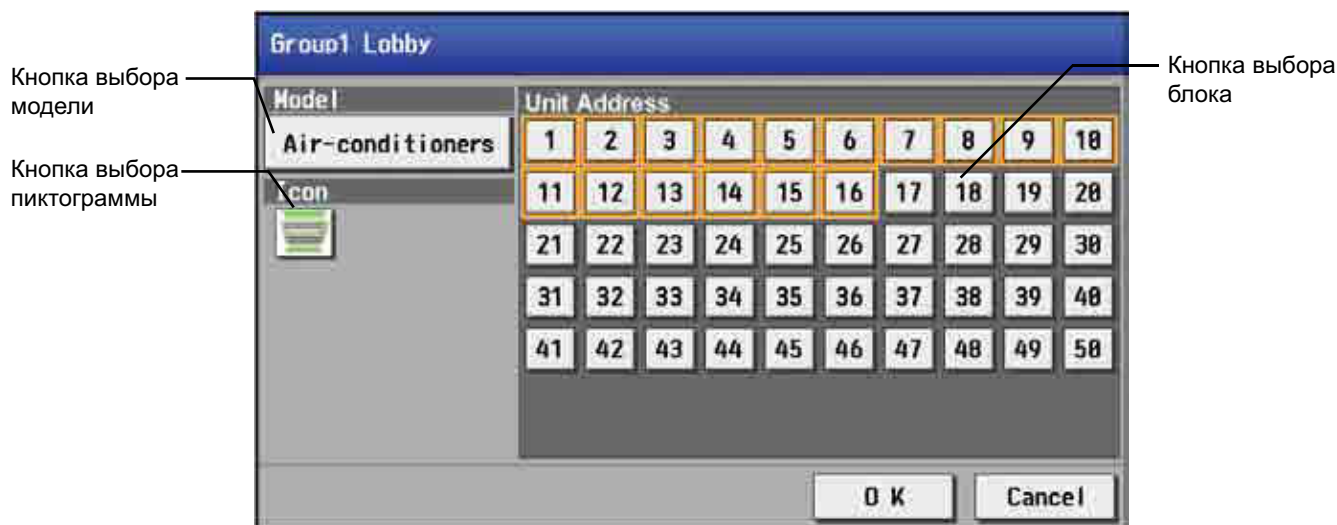 Group1 Lobby
Кнопка выбора
модели
Кнопка выбора
пиктограммы
Model
Air-conditioners
Icon
Unit Address
1 2 3 4 5 6 7 8 9 10
11 12 13 14 15 16 17 18 19 20
21 22 23 24 25 26 27 28 29 30
31 32 33 34 35 36 37 38 39 40
41 42 43 44 45 46 47 48 49 50
Кнопка выбора
блока
OK Cancel